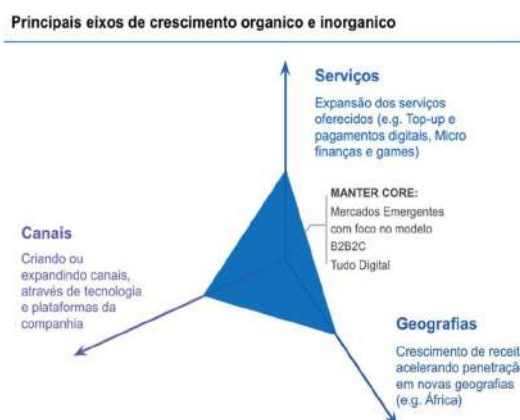 Principais eixos de crescimento organico e inorganico
Serviços
Expansão dos serviços
oferecidos (e.g. Top-up e
pagamentos digitais, Micro
finanças e games)
MANTER CORE:
Mercados Emergentes
com foco no modelo
B2B2C
Tudo Digital
Canais
Criando ou
expandindo canais,
através de tecnologia
e plataformas da
companhia
Geografias
Crescimento de receit
acelerando penetração
em novas geografias
(e.g. África)